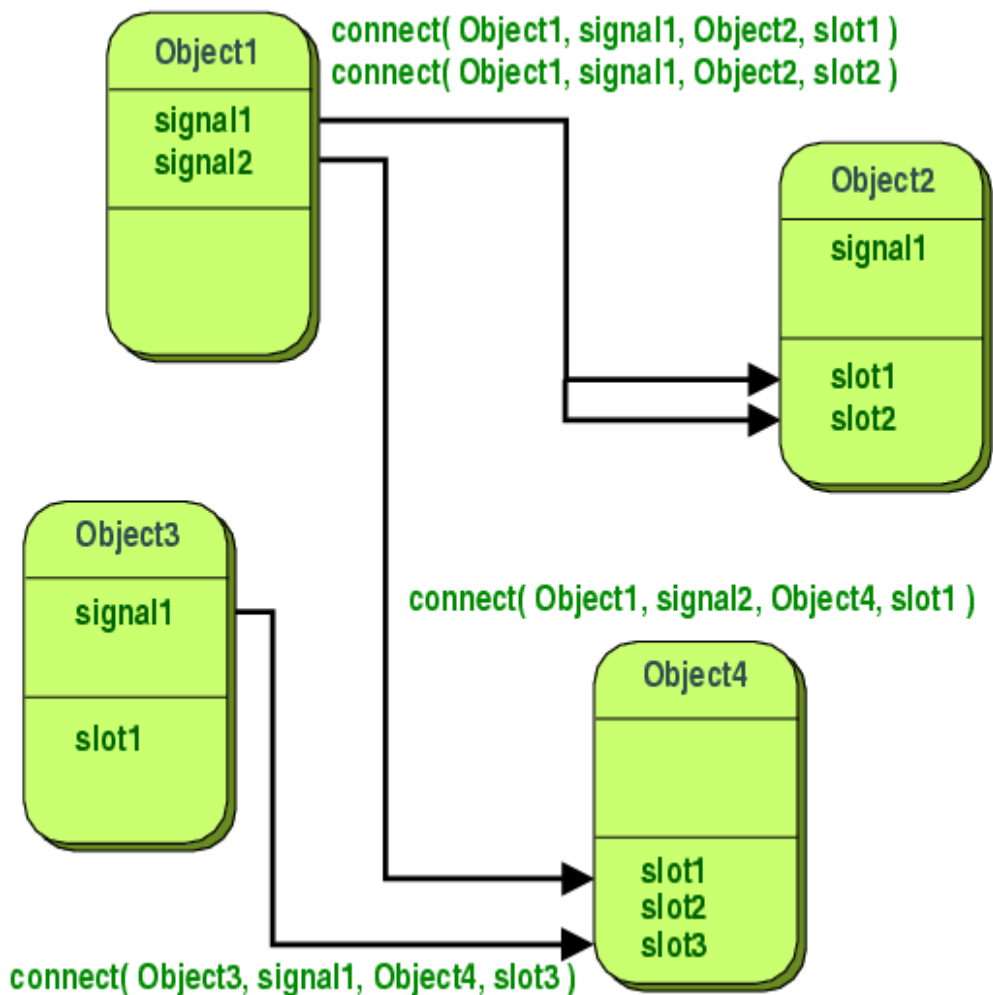 Object1
connect( Object1, signal1, Object2, slot1 )
connect( Object1, signal1, Object2, slot2 )
signal1
signal2
Object2
signal1
slot1
slot2
Object3
signal1
slot1
connect( Object1, signal2, Object4, slot1 )
Object4
slot1
slot2
slot3
connect( Object3, signal1, Object4, slot3 )